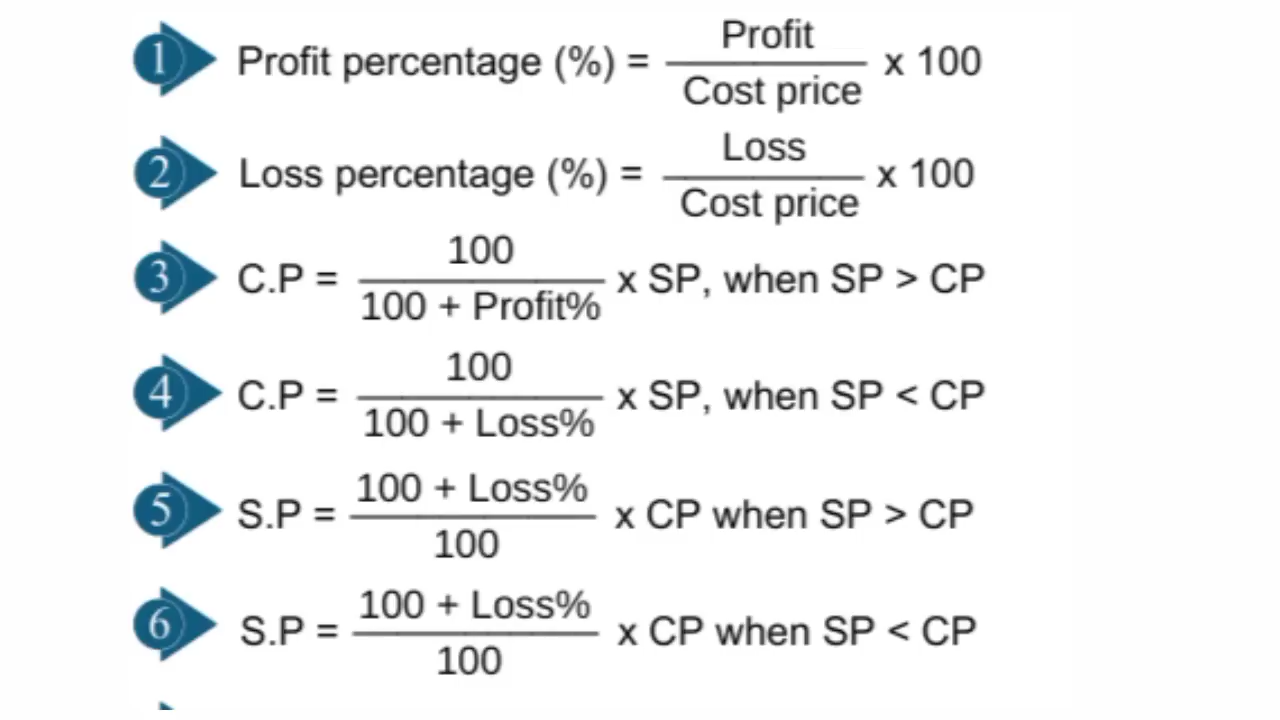 1 Profit percentage (%) = Profit / Cost price x 100
2 Loss percentage (%) = Loss / Cost price x 100
3 C.P = 100 / 100 + Profit% x SP, when SP > CP
4 C.P = 100 / 100 + Loss% x SP, when SP < CP
5 S.P = 100 + Loss% / 100 x CP when SP > CP
6 S.P = 100 + Loss% / 100 x CP when SP < CP